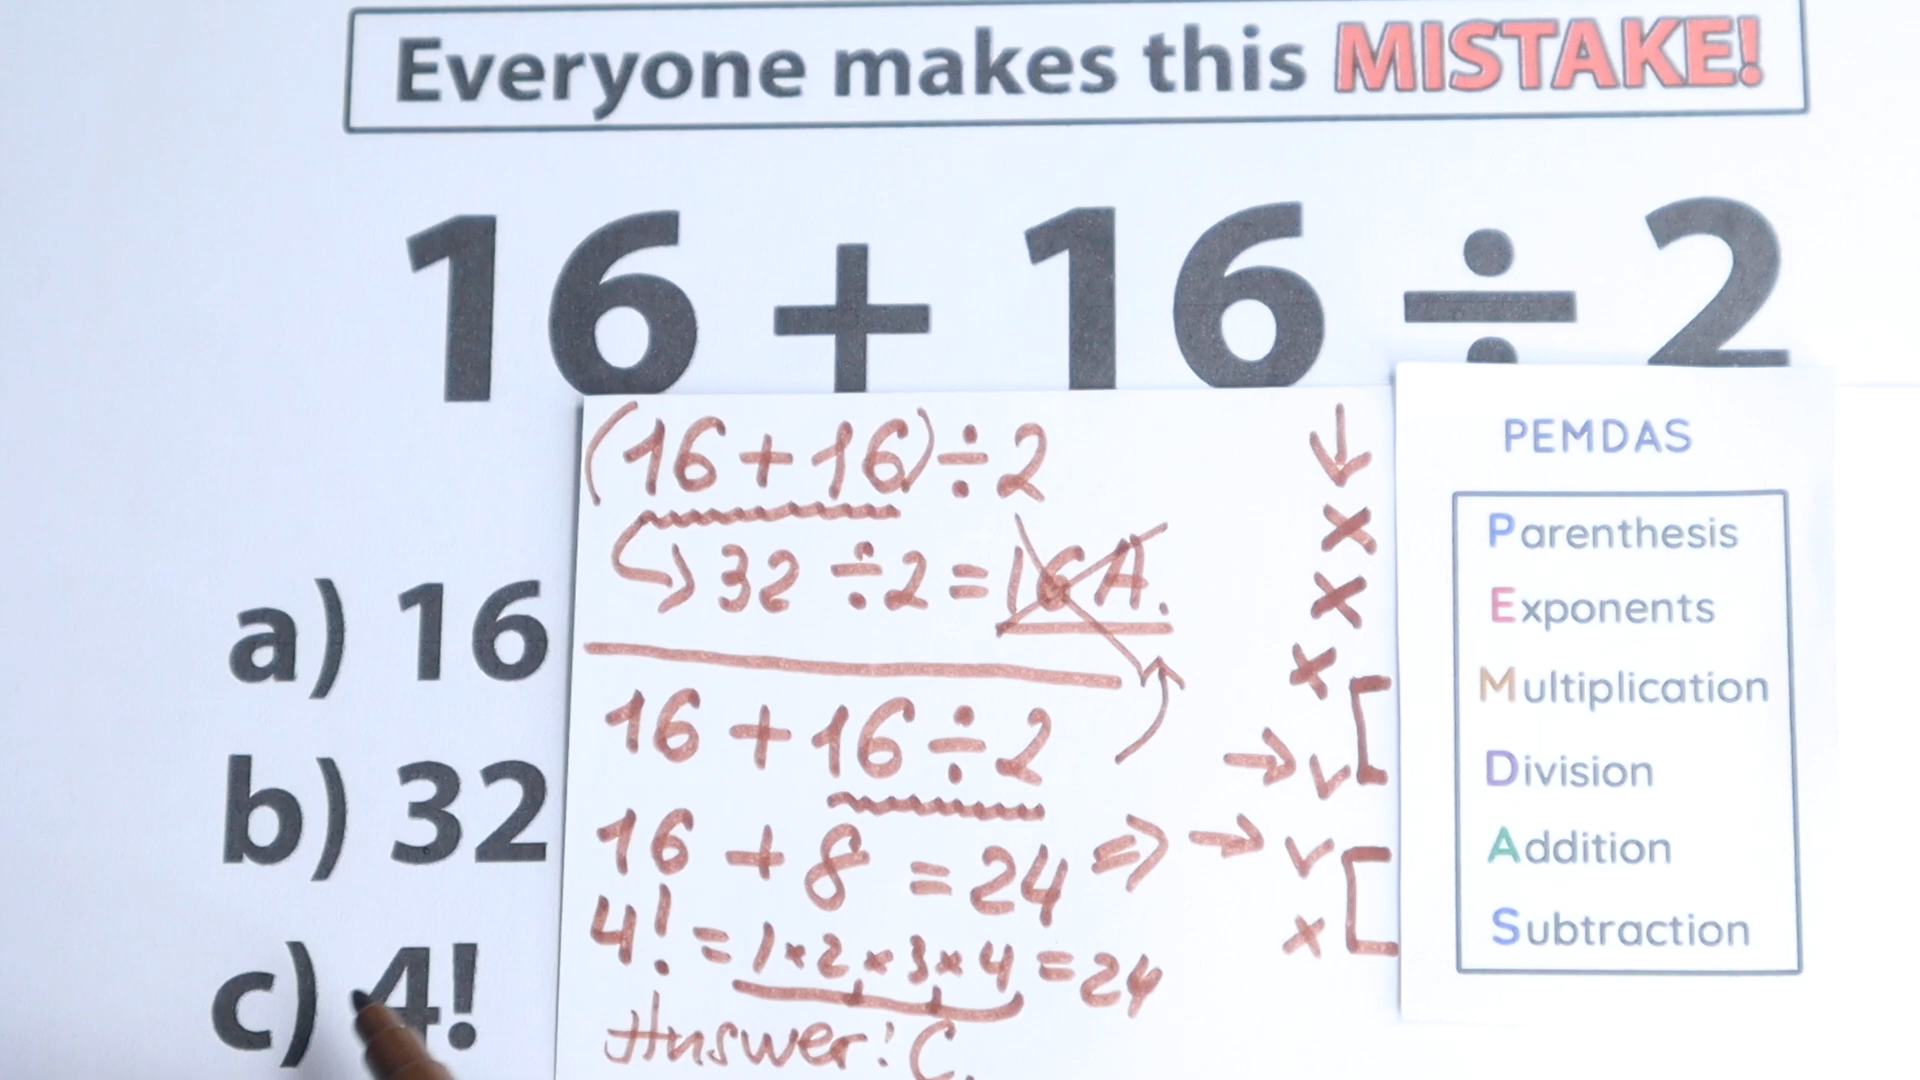 Everyone makes this MISTAKE!
16 + 16 ÷ 2
a) 16
b) 32
c) 4!
(16+16)÷2
32÷2=16 A.
16+16÷2
16+8=24 ⇒
4!=1×2×3×4=24
Answer: C.
↓
×
×
×
→ v
→ v
×
PEMDAS
Parenthesis
Exponents
Multiplication
Division
Addition
Subtraction